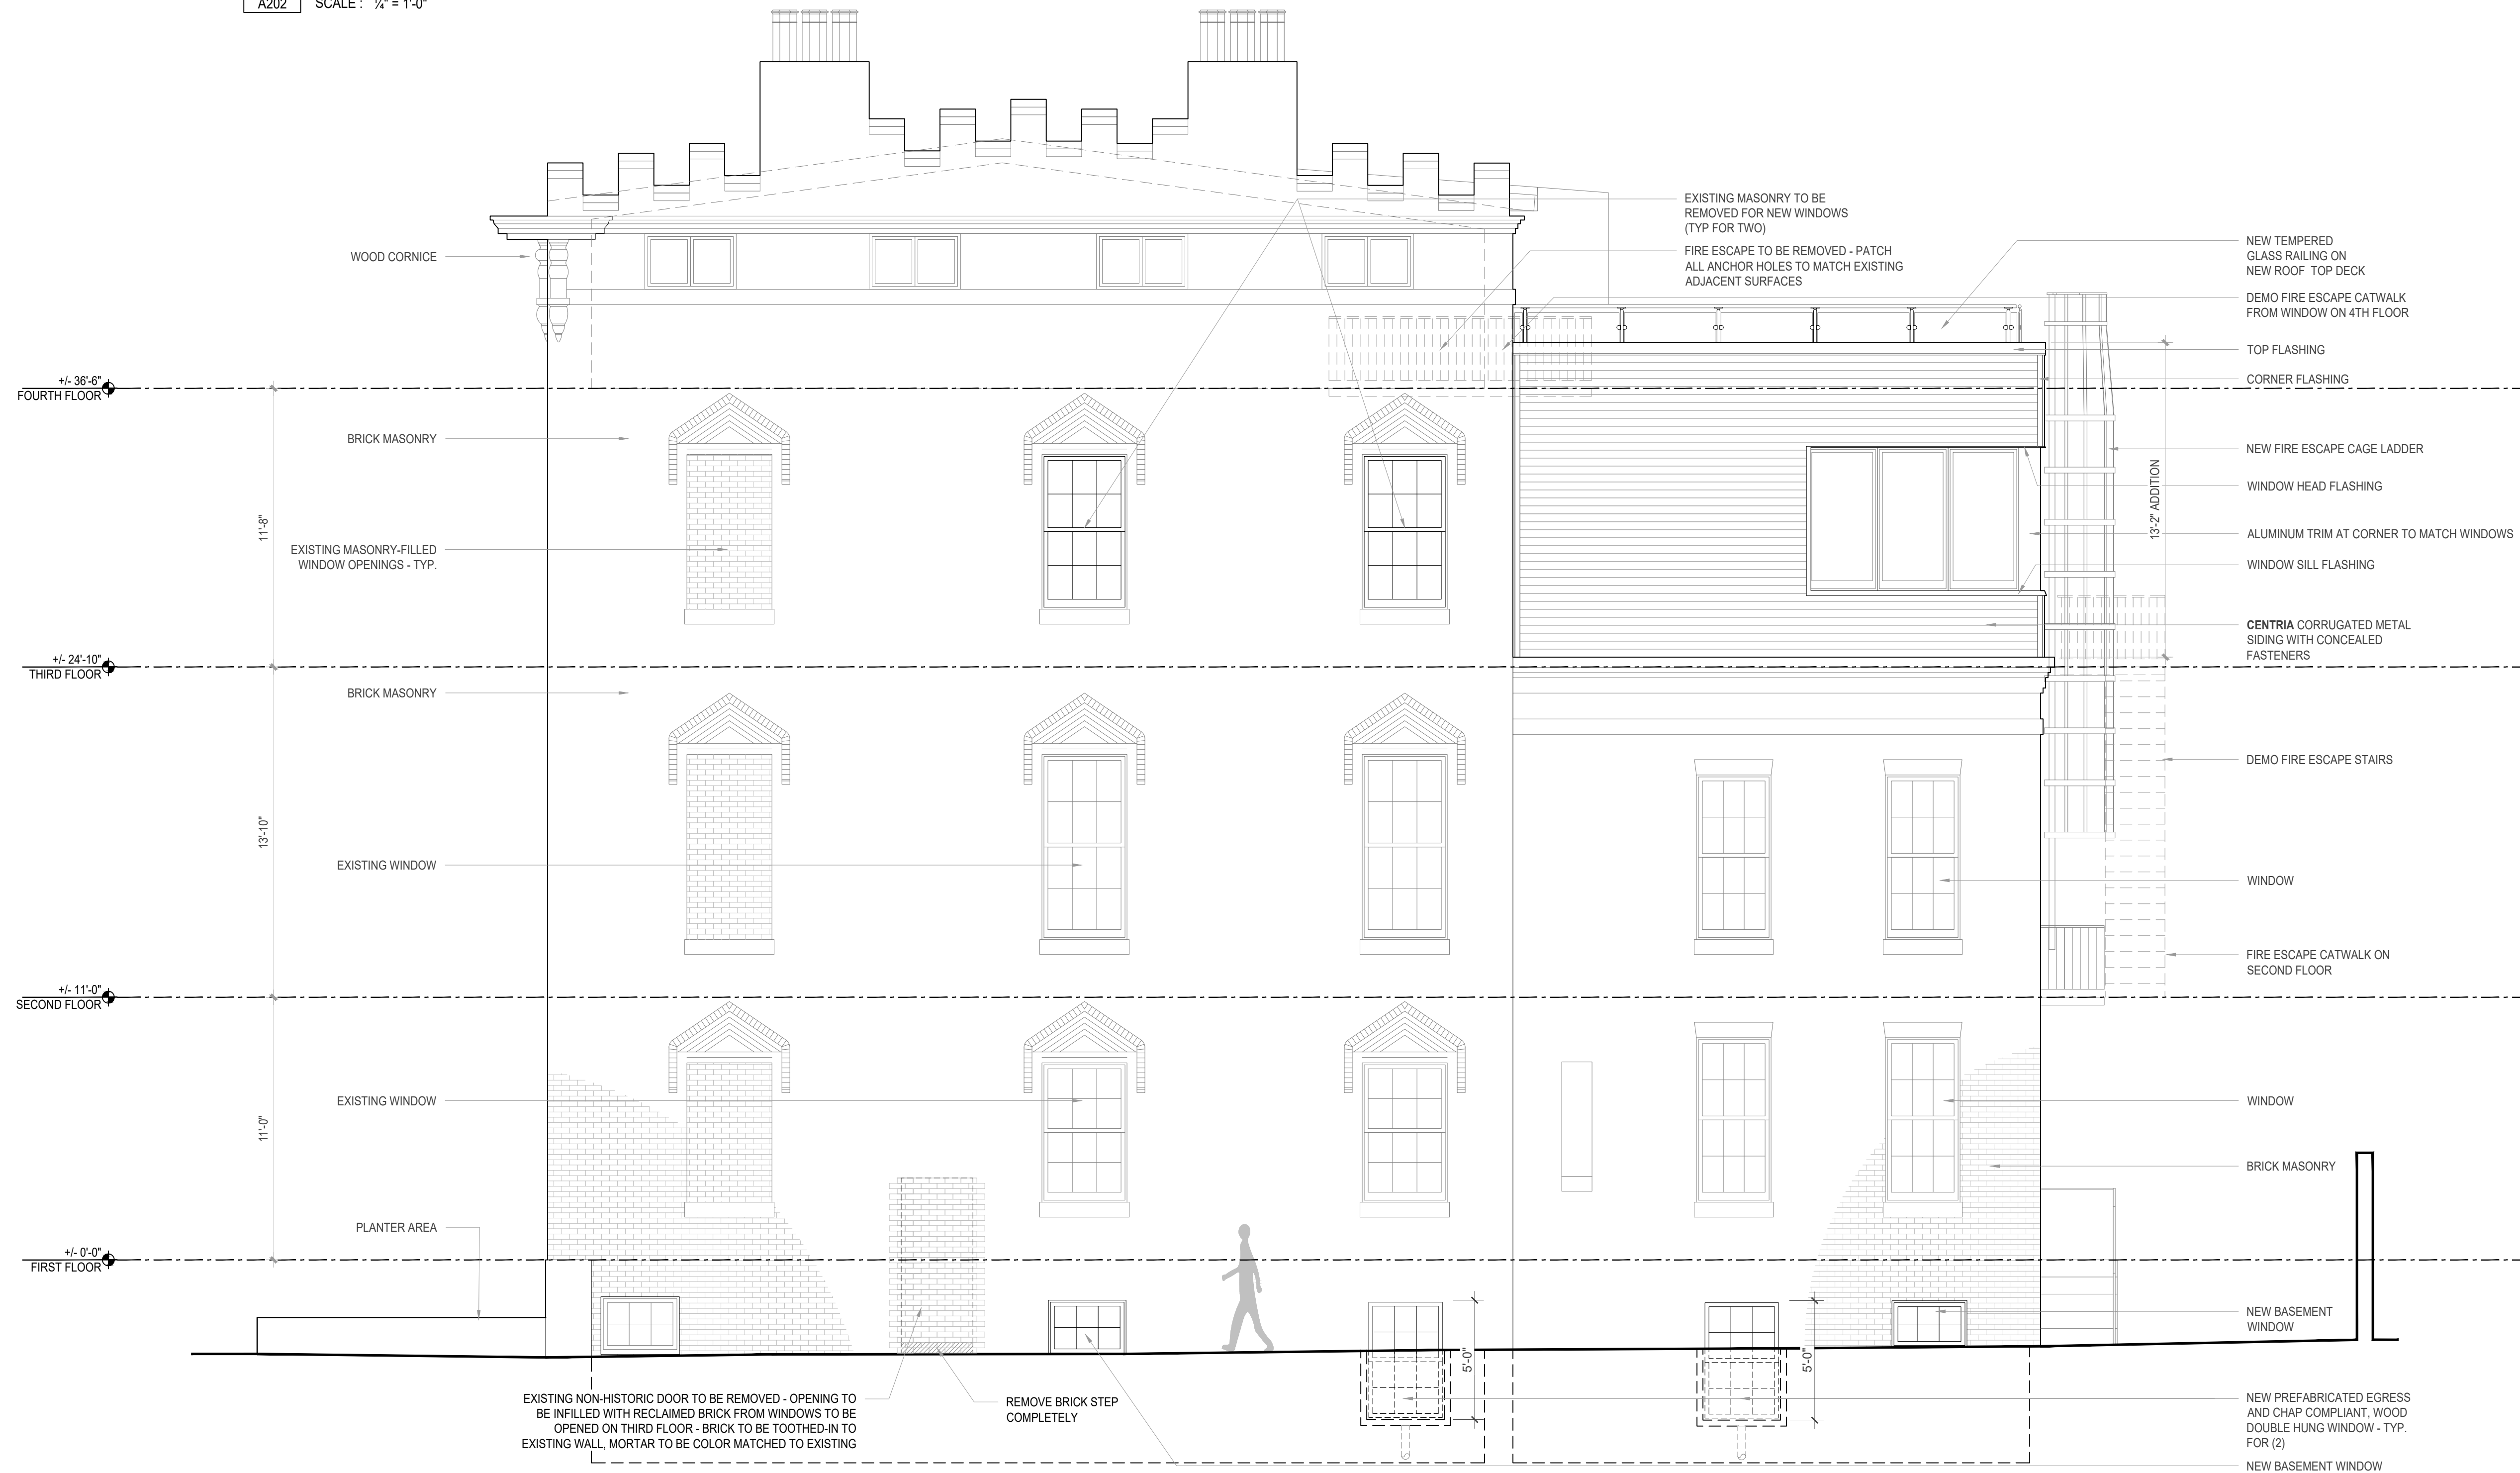 A202 SCALE : ¼" = 1'-0"
EXISTING MASONRY TO BE
REMOVED FOR NEW WINDOWS
(TYP FOR TWO)
FIRE ESCAPE TO BE REMOVED - PATCH
ALL ANCHOR HOLES TO MATCH EXISTING
ADJACENT SURFACES
WOOD CORNICE
NEW TEMPERED
GLASS RAILING ON
NEW ROOF TOP DECK
DEMO FIRE ESCAPE CATWALK
FROM WINDOW ON 4TH FLOOR
TOP FLASHING
CORNER FLASHING
+/- 36'-6"
FOURTH FLOOR
BRICK MASONRY
NEW FIRE ESCAPE CAGE LADDER
WINDOW HEAD FLASHING
13'-2" ADDITION
11'-8"
ALUMINUM TRIM AT CORNER TO MATCH WINDOWS
EXISTING MASONRY-FILLED
WINDOW OPENINGS - TYP.
WINDOW SILL FLASHING
CENTRIA CORRUGATED METAL
SIDING WITH CONCEALED
FASTENERS
+/- 24'-10"
THIRD FLOOR
BRICK MASONRY
DEMO FIRE ESCAPE STAIRS
13'-10"
EXISTING WINDOW
WINDOW
FIRE ESCAPE CATWALK ON
SECOND FLOOR
+/- 11'-0"
SECOND FLOOR
EXISTING WINDOW
WINDOW
11'-0"
BRICK MASONRY
PLANTER AREA
+/- 0'-0"
FIRST FLOOR
NEW BASEMENT
WINDOW
5'-0"
5'-0"
EXISTING NON-HISTORIC DOOR TO BE REMOVED - OPENING TO
BE INFILLED WITH RECLAIMED BRICK FROM WINDOWS TO BE
OPENED ON THIRD FLOOR - BRICK TO BE TOOTHED-IN TO
EXISTING WALL, MORTAR TO BE COLOR MATCHED TO EXISTING
REMOVE BRICK STEP
COMPLETELY
NEW PREFABRICATED EGRESS
AND CHAP COMPLIANT, WOOD
DOUBLE HUNG WINDOW - TYP.
FOR (2)
NEW BASEMENT WINDOW